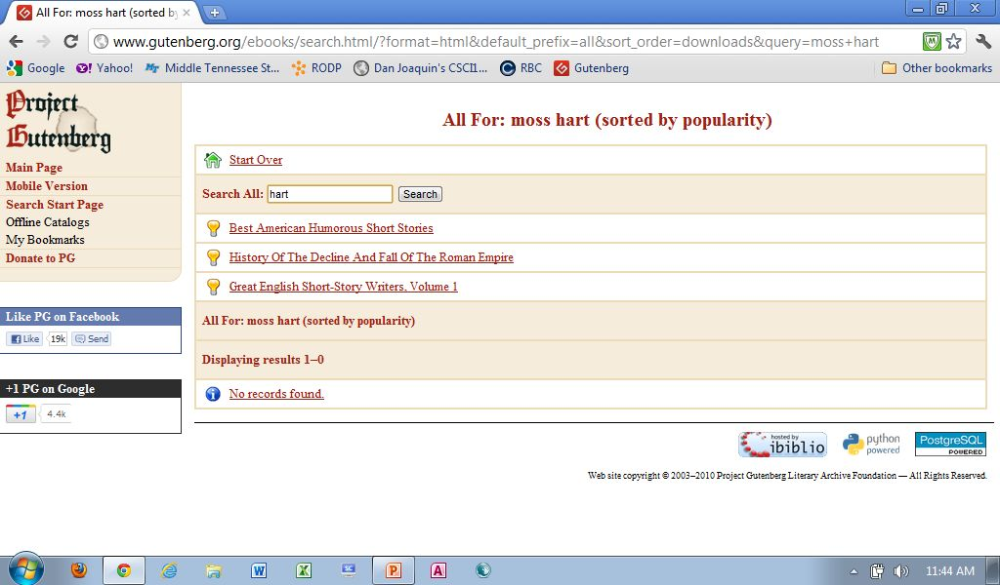 All For: moss hart (sorted by
www.gutenberg.org/ebooks/search.html/?format=html&default_prefix=all&sort_order=downloads&query=moss+hart
Google Yahoo! Middle Tennessee St... RODP Dan Joaquin's CSCI1... RBC Gutenberg Other bookmarks
Project
Gutenberg
Main Page
Mobile Version
Search Start Page
Offline Catalogs
My Bookmarks
Donate to PG
Like PG on Facebook
Like 19k Send
+1 PG on Google
+1 4.4k
All For: moss hart (sorted by popularity)
Start Over
Search All: hart Search
Best American Humorous Short Stories
History Of The Decline And Fall Of The Roman Empire
Great English Short-Story Writers, Volume 1
All For: moss hart (sorted by popularity)
Displaying results 1–0
No records found.
hosted by
ibiblio
python
powered
PostgreSQL
POWERED
Web site copyright © 2003–2010 Project Gutenberg Literary Archive Foundation — All Rights Reserved.
11:44 AM